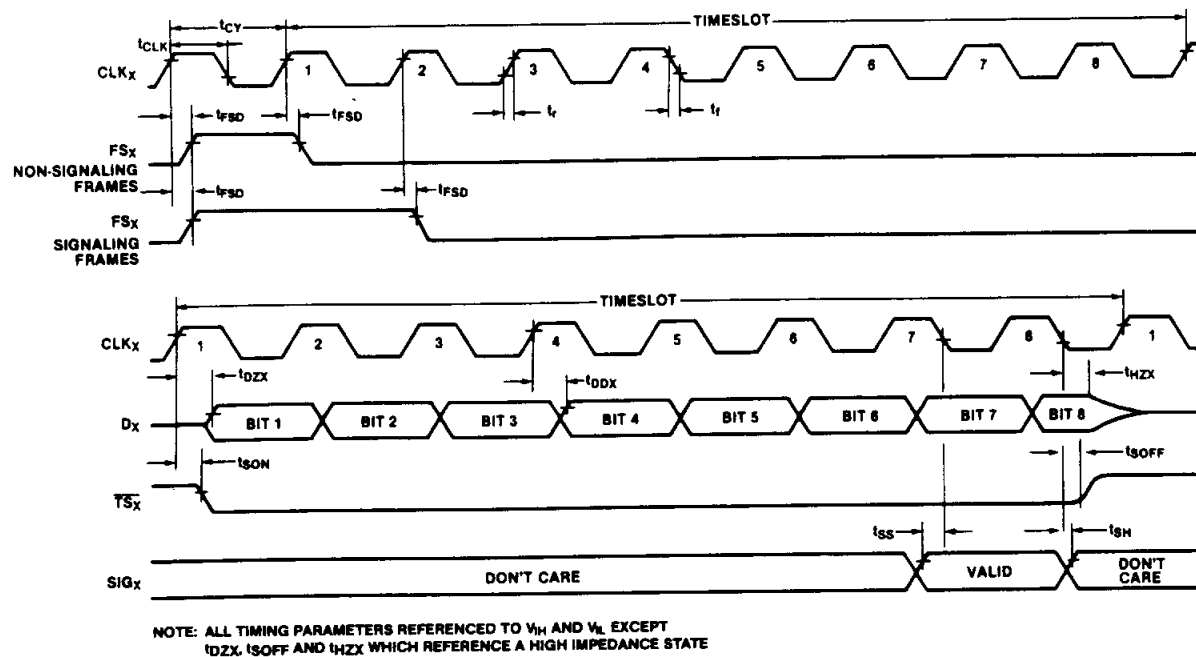 tCY
TIMESLOT
tCLK
CLKX
1 2 3 4 5 6 7 8
tFSD tFSD tr tf
FSX
NON-SIGNALING
FRAMES
tFSD tFSD
FSX
SIGNALING
FRAMES
TIMESLOT
CLKX
1 2 3 4 5 6 7 8 1
tDZX tDDX tHZX
DX
BIT 1 BIT 2 BIT 3 BIT 4 BIT 5 BIT 6 BIT 7 BIT 8
tSON tSOFF
TSX
tSS tSH
SIGX
DON'T CARE VALID DON'T
CARE
NOTE: ALL TIMING PARAMETERS REFERENCED TO VIH AND VIL EXCEPT
tDZX, tSOFF AND tHZX WHICH REFERENCE A HIGH IMPEDANCE STATE